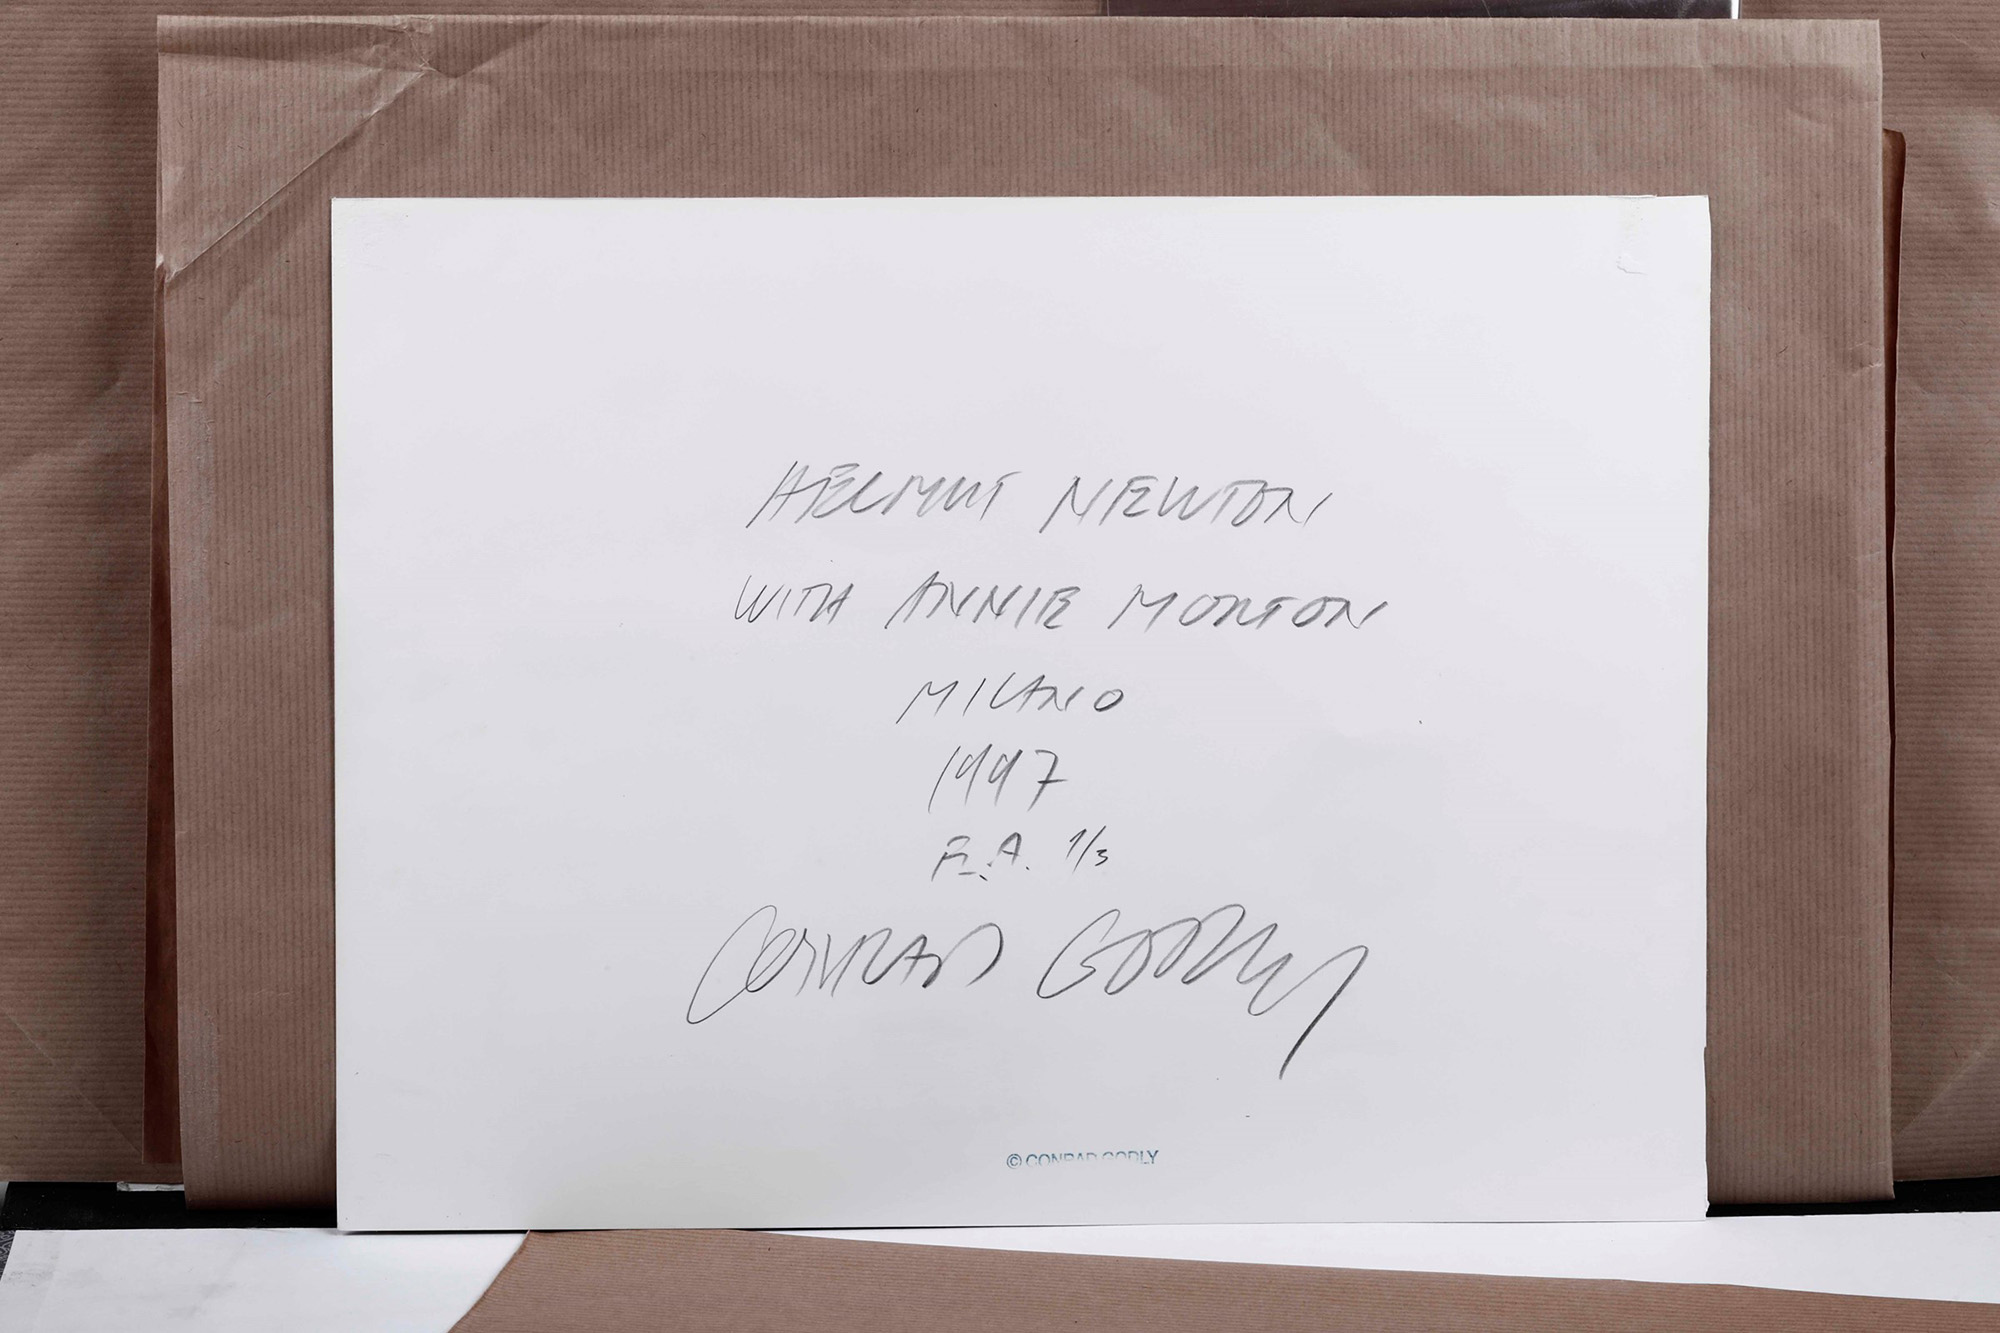 HELMUT NEWTON
WITH ANNIE MORTON
MILANO
1997
E.A. 1/3
CONRAD GODLY
© CONRAD GODLY